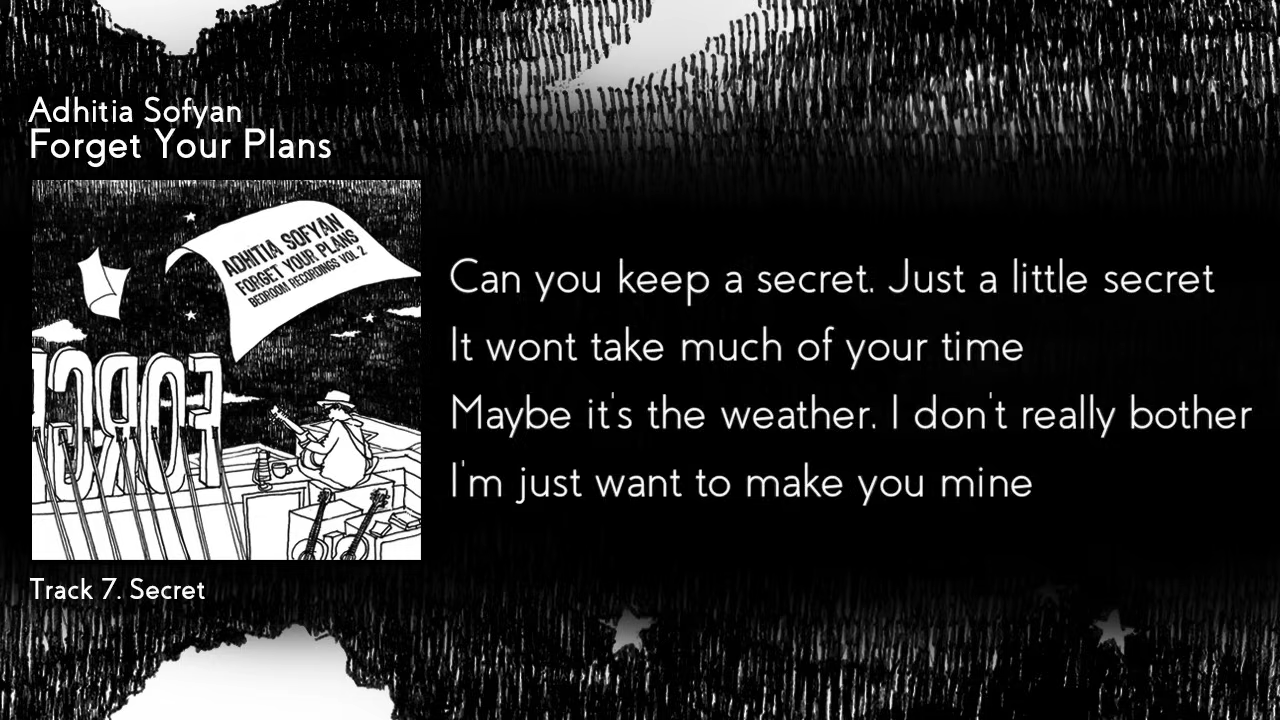 Adhitia Sofyan
Forget Your Plans
ADHITIA SOFYAN
FORGET YOUR PLANS
BEDROOM RECORDINGS VOL 2
FORG
Can you keep a secret. Just a little secret
It wont take much of your time
Maybe it's the weather. I don't really bother
I'm just want to make you mine
Track 7. Secret